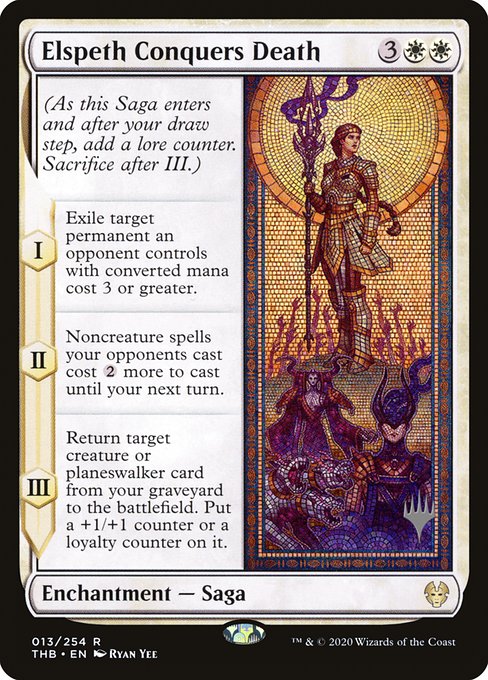 Elspeth Conquers Death 3
(As this Saga enters
and after your draw
step, add a lore counter.
Sacrifice after III.)
I
Exile target
permanent an
opponent controls
with converted mana
cost 3 or greater.
II
Noncreature spells
your opponents cast
cost 2 more to cast
until your next turn.
III
Return target
creature or
planeswalker card
from your graveyard
to the battlefield. Put
a +1/+1 counter or a
loyalty counter on it.
Enchantment — Saga
013/254 R
THB • EN Ryan Yee
™ & © 2020 Wizards of the Coast